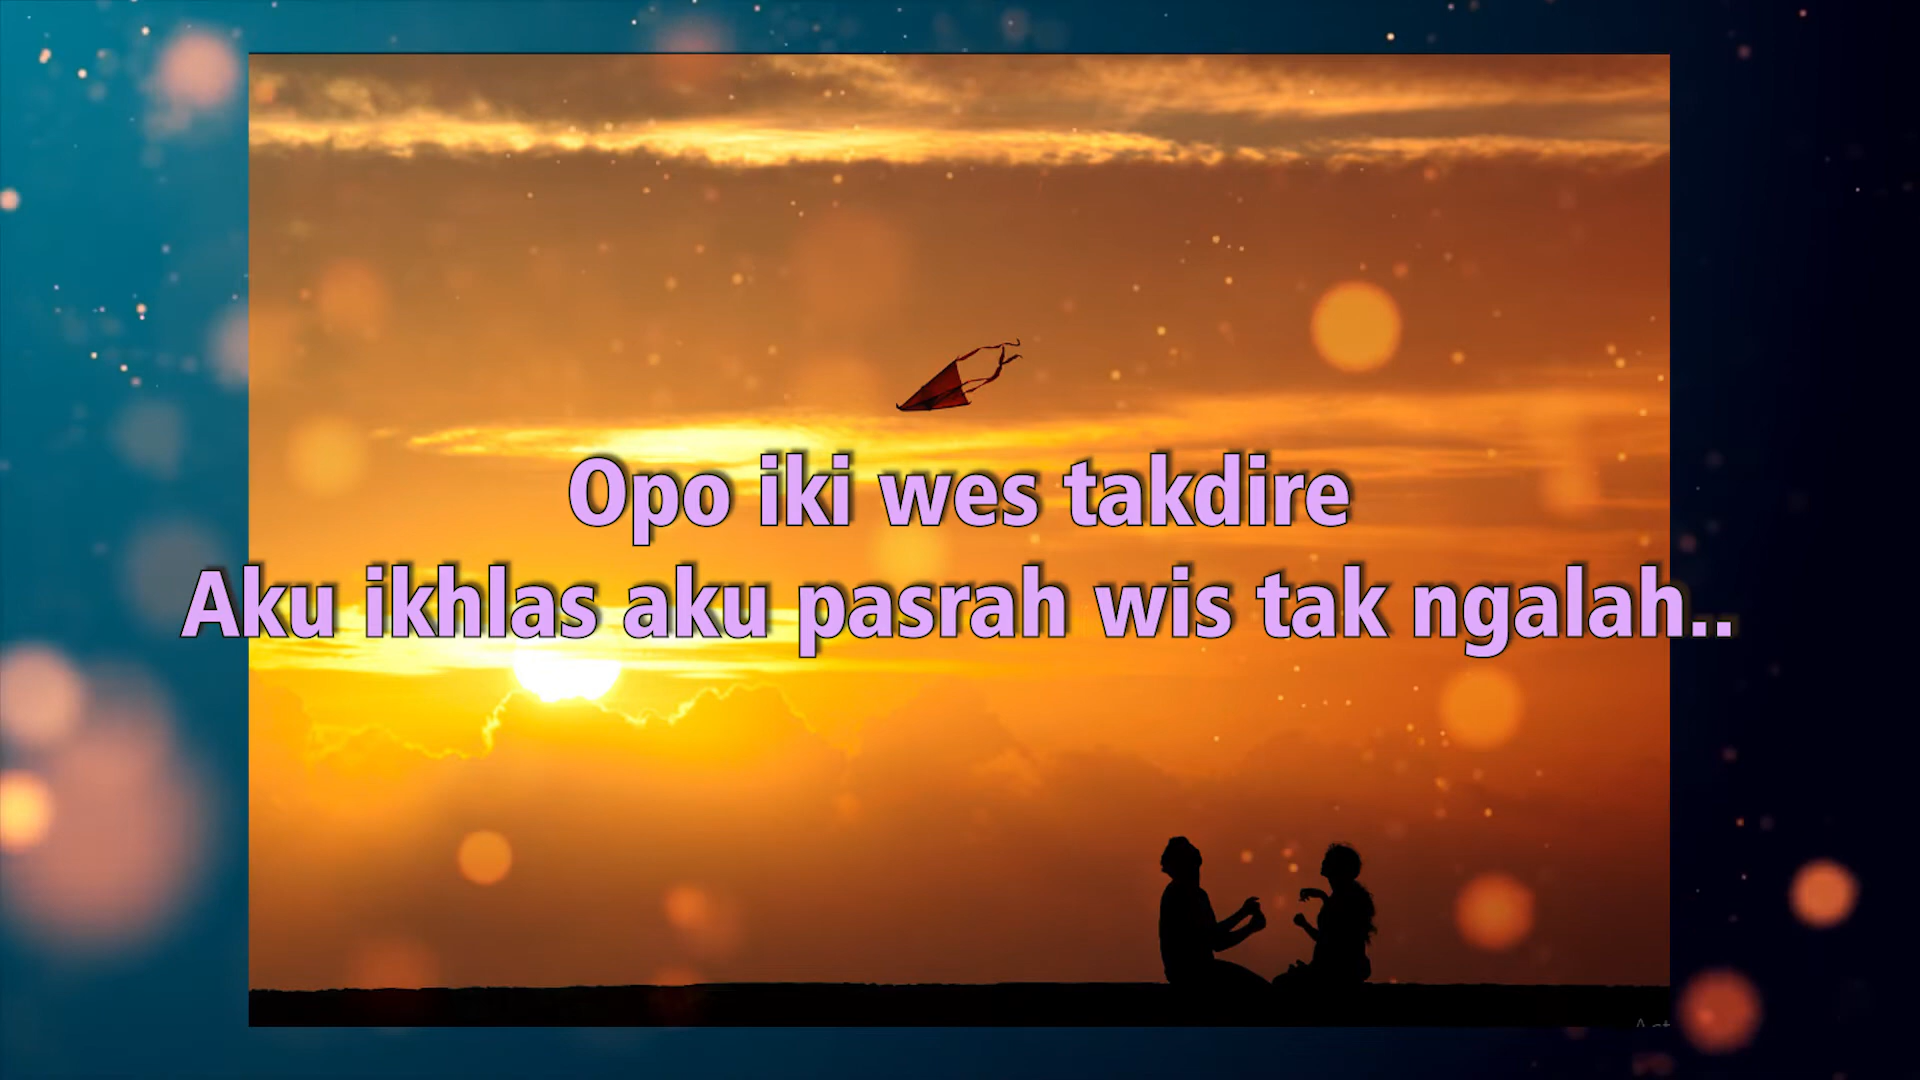 Opo iki wes takdire
Aku ikhlas aku pasrah wis tak ngalah..